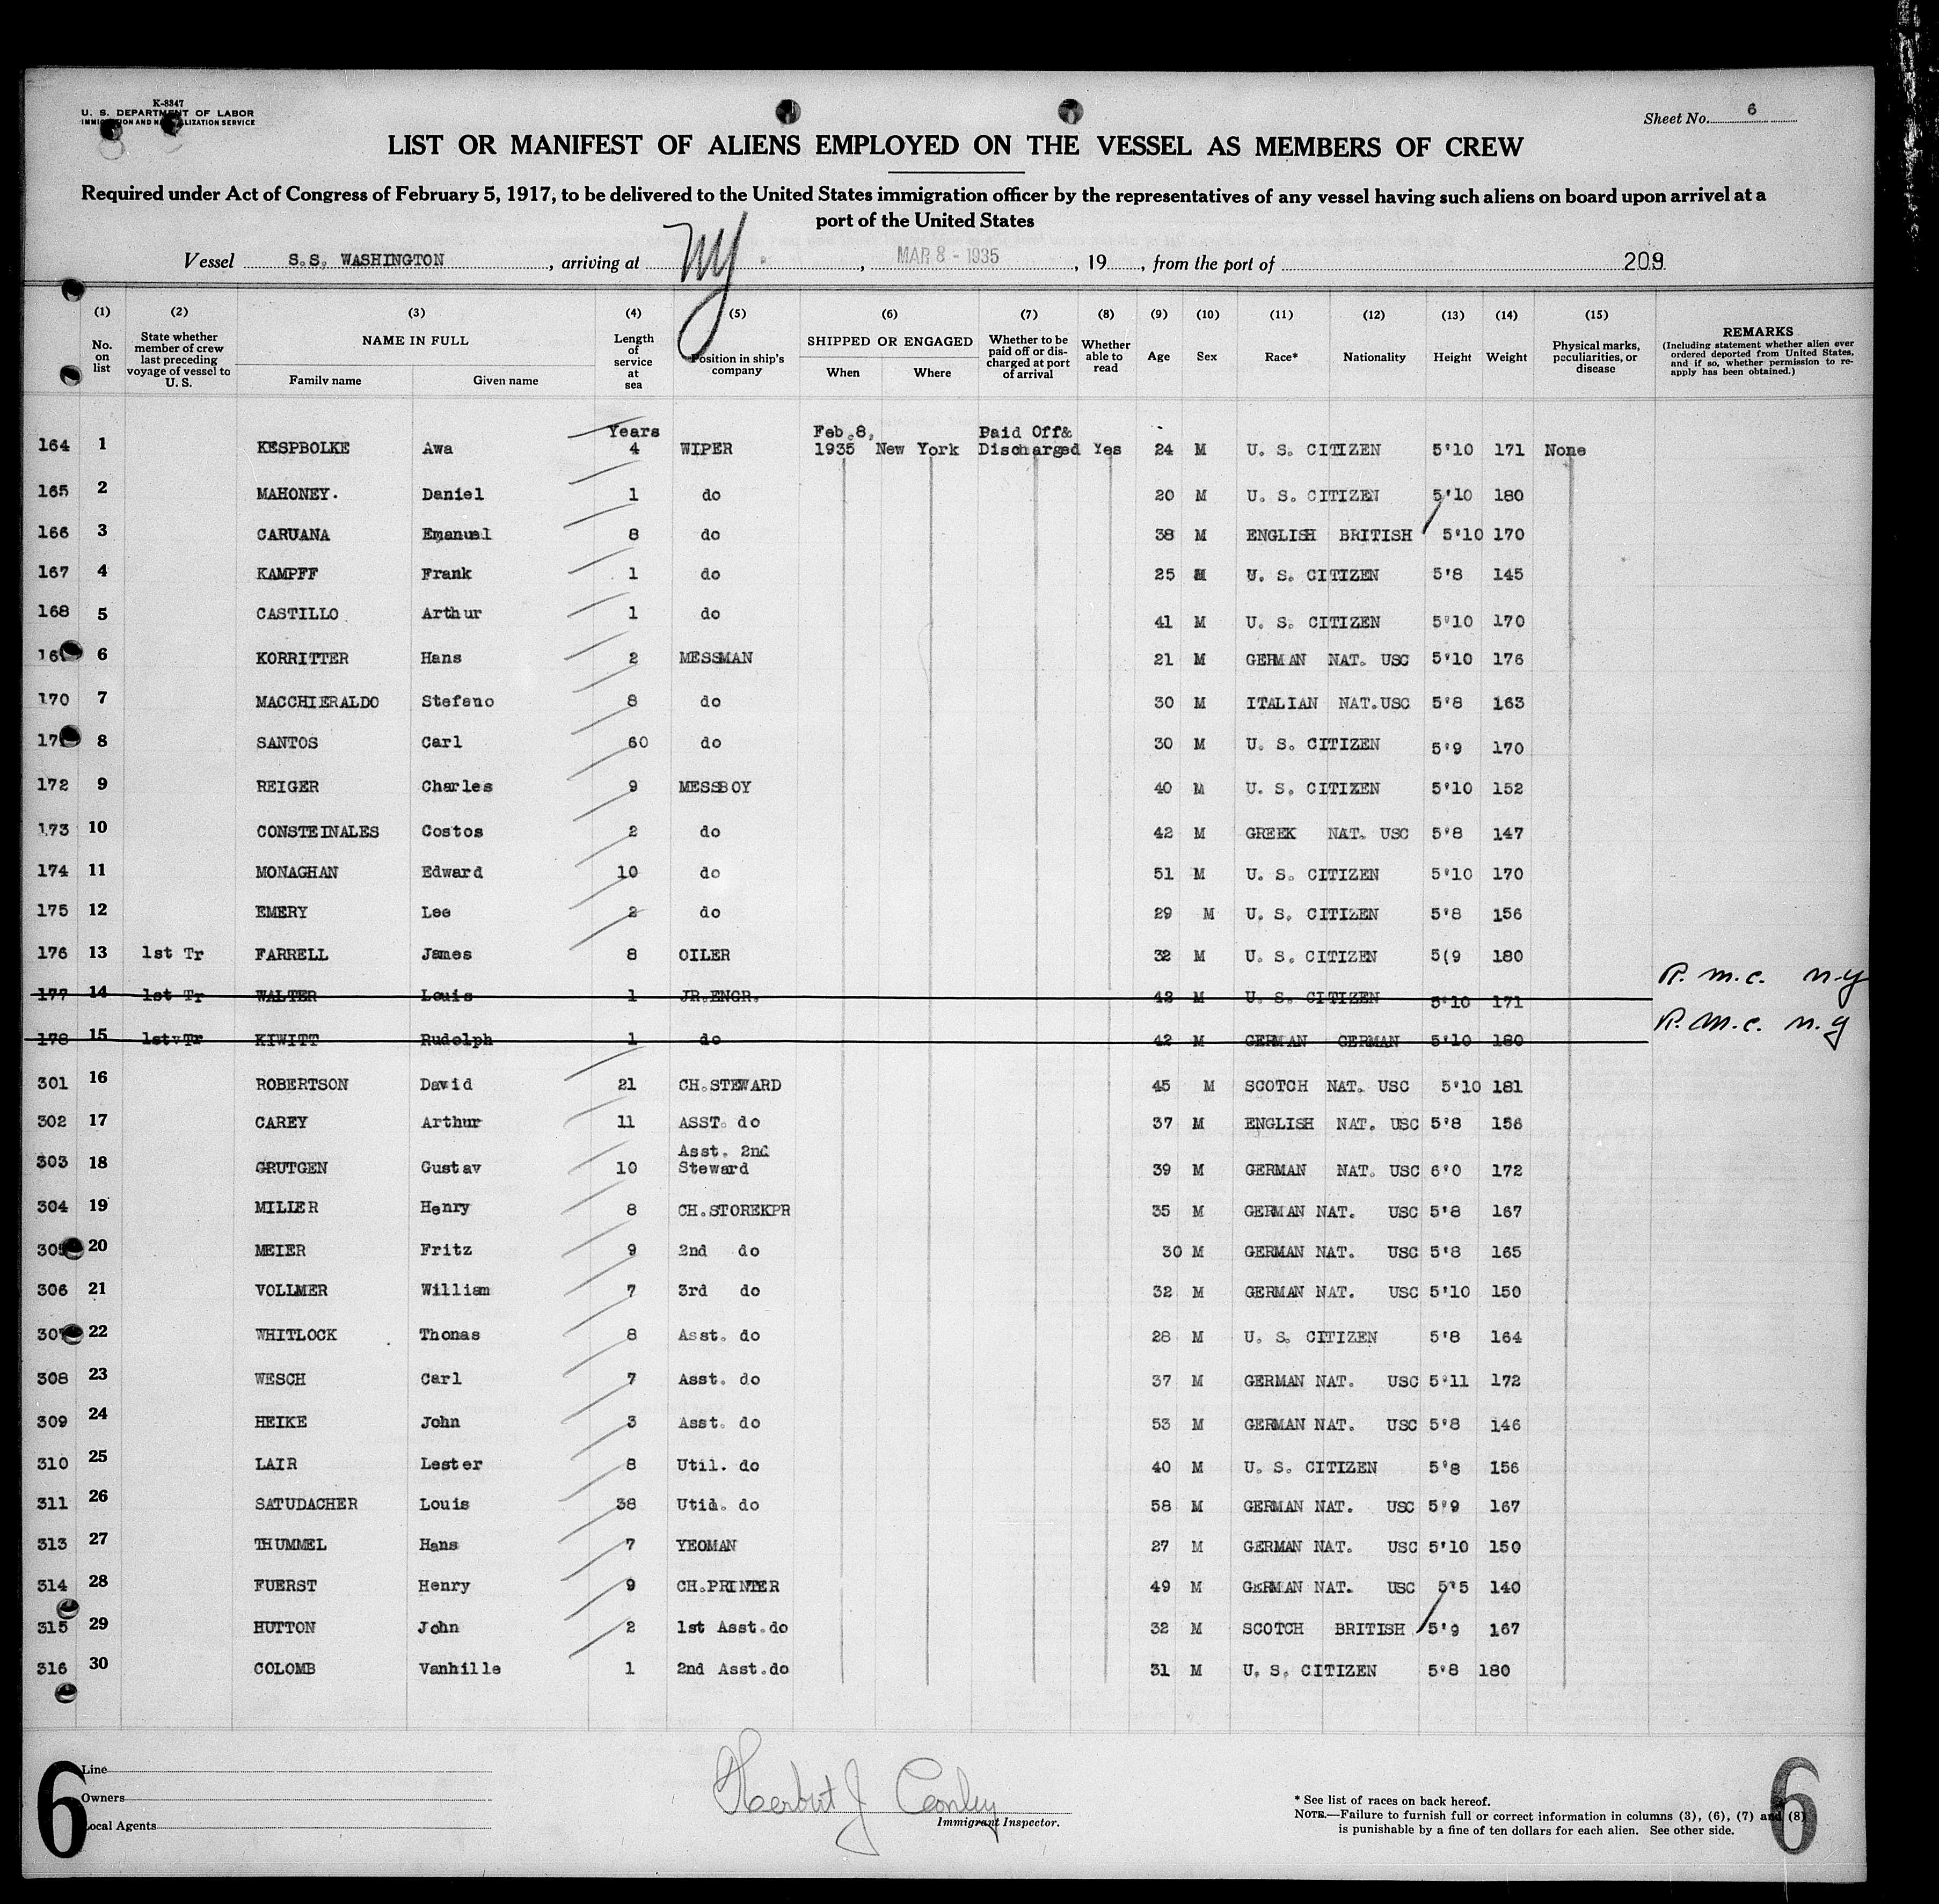 K-8347
U. S. DEPARTMENT OF LABOR
IMMIGRATION AND NATURALIZATION SERVICE
Sheet No. 6
LIST OR MANIFEST OF ALIENS EMPLOYED ON THE VESSEL AS MEMBERS OF CREW
Required under Act of Congress of February 5, 1917, to be delivered to the United States immigration officer by the representatives of any vessel having such aliens on board upon arrival at a
port of the United States
Vessel S.S. WASHINGTON, arriving at NY, MAR 8 - 1935, 19, from the port of 209
(1) No. on list
(2) State whether member of crew last preceding voyage of vessel to U. S.
(3) NAME IN FULL Family name Given name
(4) Length of service at sea
(5) Position in ship's company
(6) SHIPPED OR ENGAGED When Where
(7) Whether to be paid off or discharged at port of arrival
(8) Whether able to read
(9) Age
(10) Sex
(11) Race*
(12) Nationality
(13) Height
(14) Weight
(15) Physical marks, peculiarities, or disease
REMARKS (Including statement whether alien ever ordered deported from United States, and if so, whether permission to reapply has been obtained.)
Years Feb.8, Paid Off&
164 1 KESPBOLKE Awa 4 WIPER 1935 New York Discharged Yes 24 M U. S. CITIZEN 5'10 171 None
165 2 MAHONEY. Daniel 1 do 20 M U. S. CITIZEN 5'10 180
166 3 CARUANA Emanual 8 do 38 M ENGLISH BRITISH 5'10 170
167 4 KAMPFF Frank 1 do 25 M U. S. CITIZEN 5'8 145
168 5 CASTILLO Arthur 1 do 41 M U. S. CITIZEN 5'10 170
16 6 KORRITTER Hans 2 MESSMAN 21 M GERMAN NAT. USC 5'10 176
170 7 MACCHIERALDO Stefano 8 do 30 M ITALIAN NAT.USC 5'8 163
17 8 SANTOS Carl 60 do 30 M U. S. CITIZEN 5'9 170
172 9 REIGER Charles 9 MESSBOY 40 M U. S. CITIZEN 5'10 152
173 10 CONSTEINALES Costos 2 do 42 M GREEK NAT. USC 5'8 147
174 11 MONAGHAN Edward 10 do 51 M U. S. CITIZEN 5'10 170
175 12 EMERY Lee 2 do 29 M U. S. CITIZEN 5'8 156
176 13 1st Tr FARRELL James 8 OILER 32 M U. S. CITIZEN 5(9 180
177 14 1st Tr WALTER Louis 1 JR.ENGR. 42 M U. S. CITIZEN 5'10 171 R. m.c. n-y
178 15 1stvTr KIWITT Rudolph 1 do 42 M GERMAN GERMAN 5'10 180 R.m.c. n.y
301 16 ROBERTSON David 21 CH.STEWARD 45 M SCOTCH NAT. USC 5'10 181
302 17 CAREY Arthur 11 ASST. do 37 M ENGLISH NAT. USC 5'8 156
Asst. 2nd
303 18 GRUTGEN Gustav 10 Steward 39 M GERMAN NAT. USC 6'0 172
304 19 MILLER Henry 8 CH.STOREKPR 35 M GERMAN NAT. USC 5'8 167
305 20 MEIER Fritz 9 2nd do 30 M GERMAN NAT. USC 5'8 165
306 21 VOLLMER William 7 3rd do 32 M GERMAN NAT. USC 5'10 150
307 22 WHITLOCK Thonas 8 Asst. do 28 M U. S. CITIZEN 5'8 164
308 23 WESCH Carl 7 Asst. do 37 M GERMAN NAT. USC 5'11 172
309 24 HEIKE John 3 Asst. do 53 M GERMAN NAT. USC 5'8 146
310 25 LAIR Lester 8 Util. do 40 M U. S. CITIZEN 5'8 156
311 26 SATUDACHER Louis 38 Util. do 58 M GERMAN NAT. USC 5'9 167
313 27 THUMMEL Hans 7 YEOMAN 27 M GERMAN NAT. USC 5'10 150
314 28 FUERST Henry 9 CH.PRINTER 49 M GERMAN NAT. USC 5'5 140
315 29 HUTTON John 2 1st Asst.do 32 M SCOTCH BRITISH 5'9 167
316 30 COLOMB Vanhille 1 2nd Asst.do 31 M U. S. CITIZEN 5'8 180
6
Line
Owners
Local Agents
Herbert J Conley
Immigrant Inspector.
* See list of races on back hereof.
NOTE.—Failure to furnish full or correct information in columns (3), (6), (7) and (8)
is punishable by a fine of ten dollars for each alien. See other side.
6